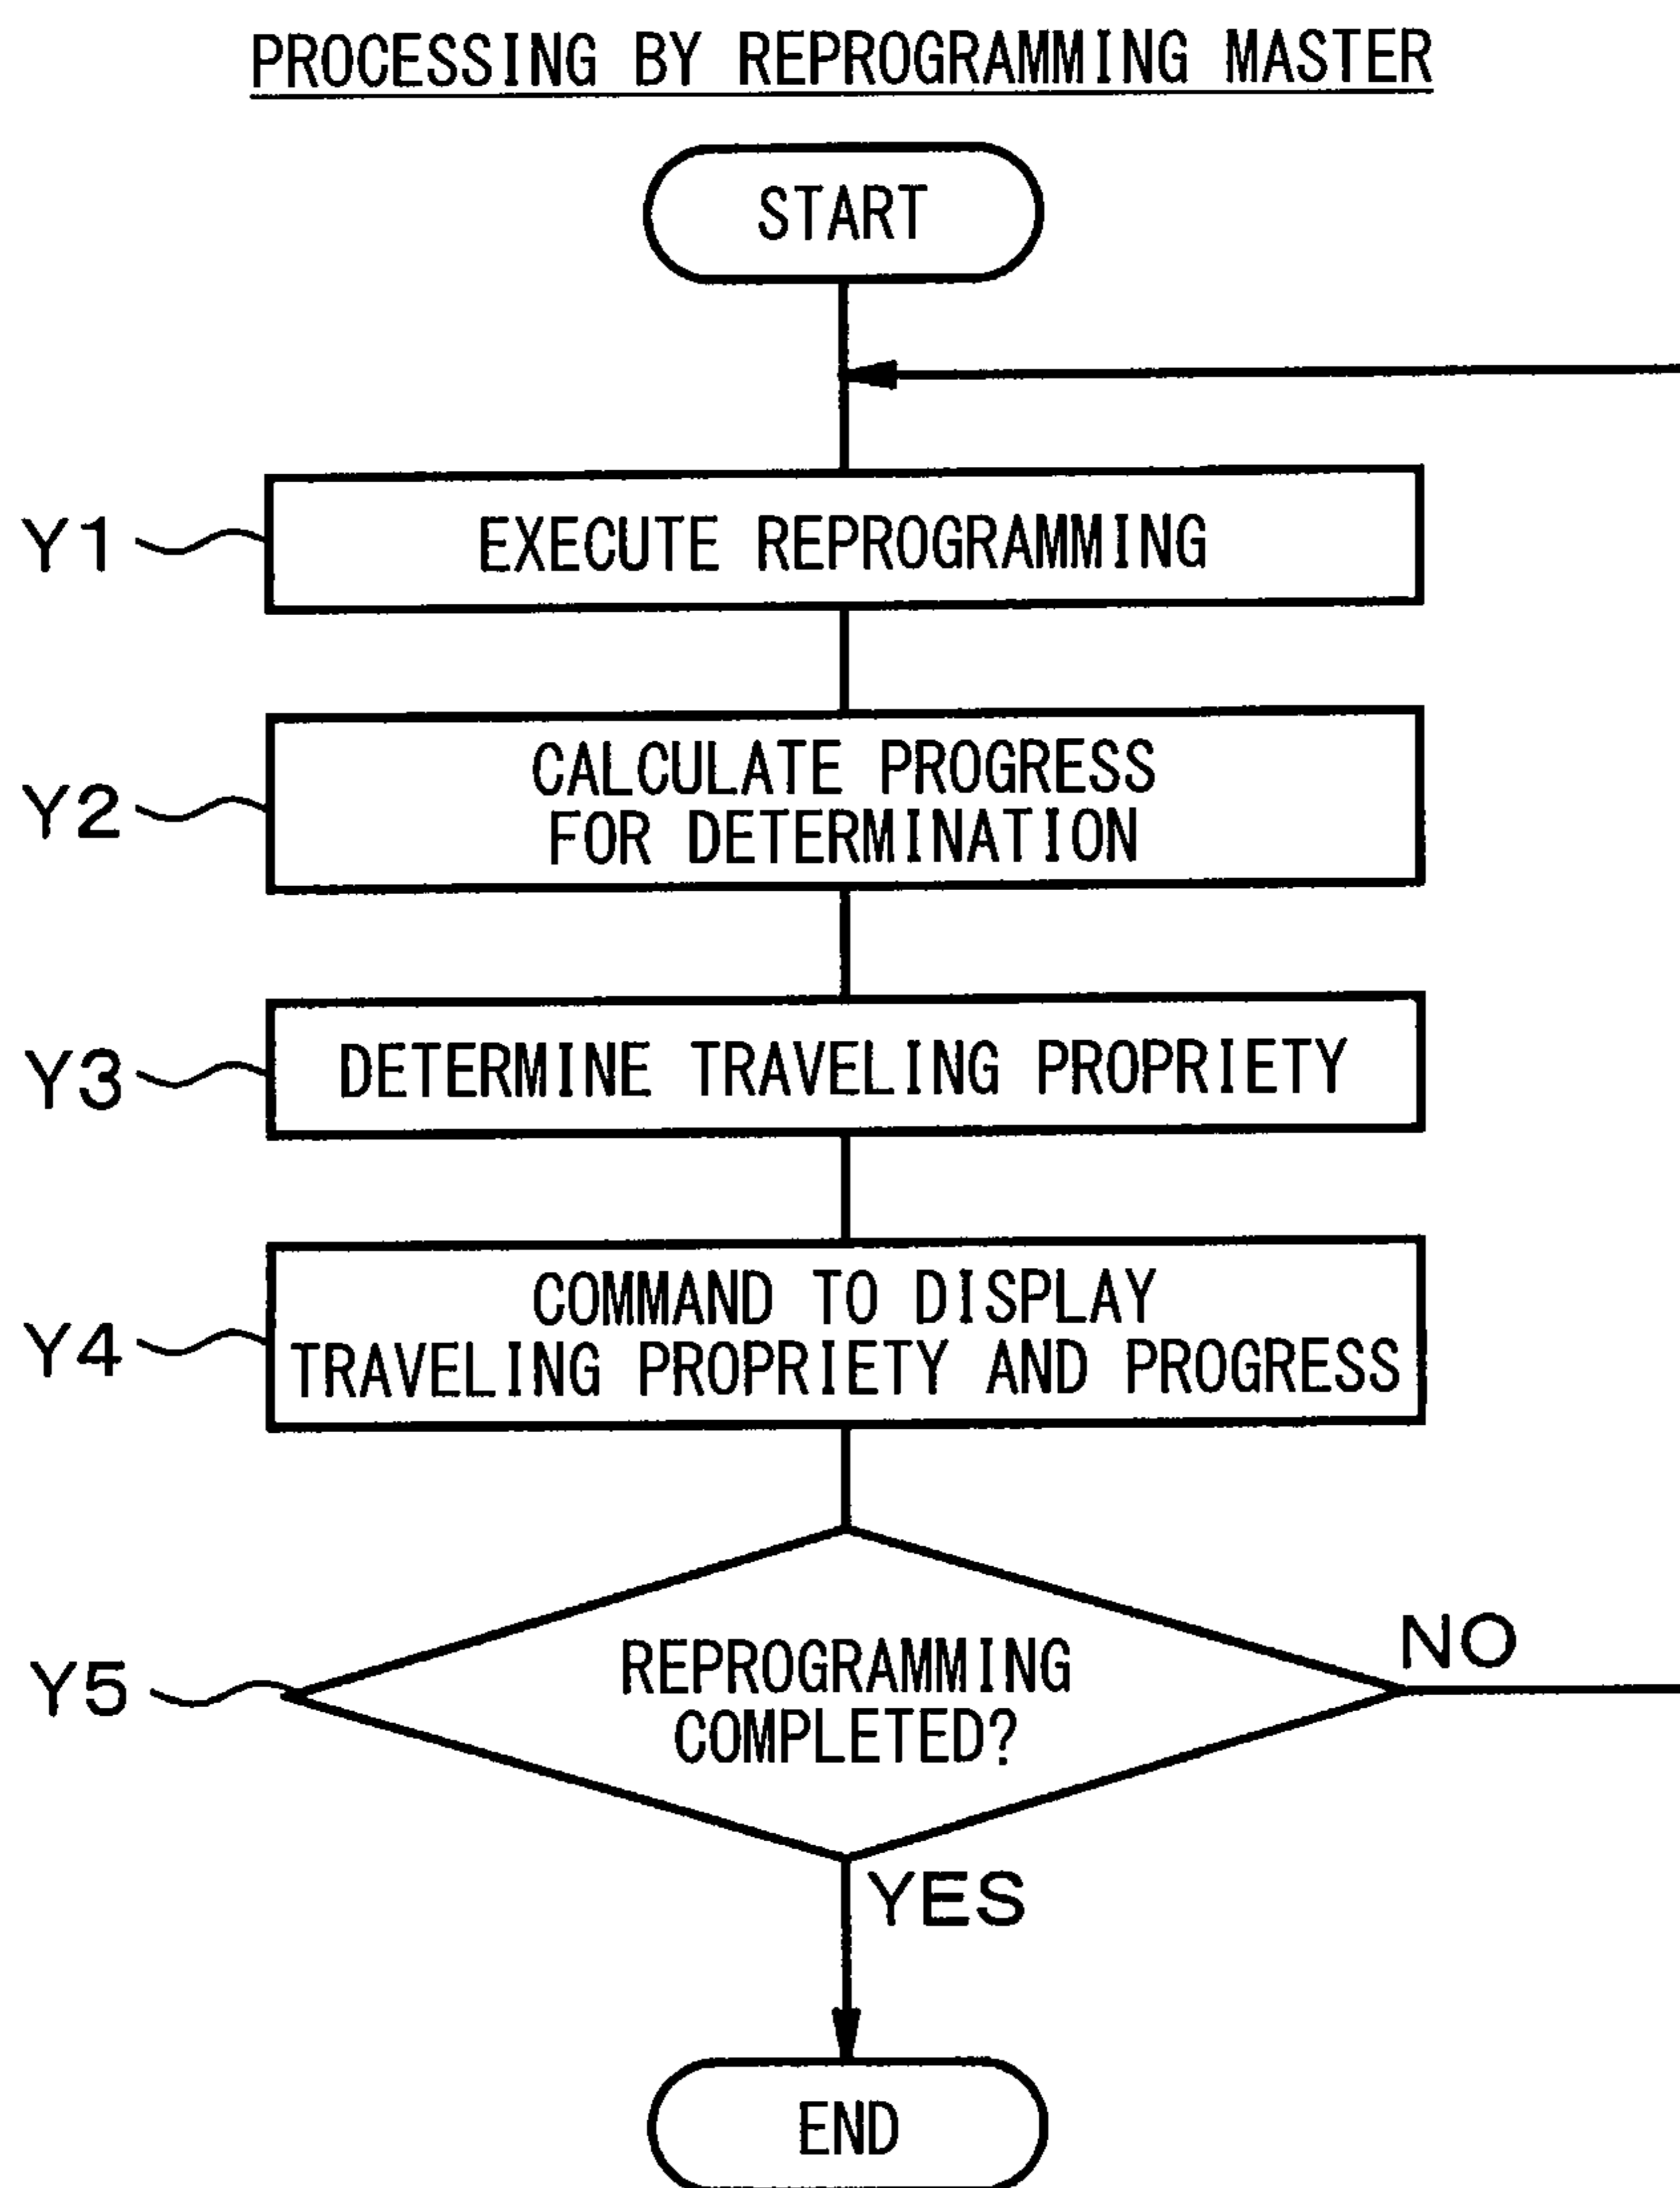 PROCESSING BY REPROGRAMMING MASTER
START
Y1
EXECUTE REPROGRAMMING
Y2
CALCULATE PROGRESS
FOR DETERMINATION
Y3
DETERMINE TRAVELING PROPRIETY
Y4
COMMAND TO DISPLAY
TRAVELING PROPRIETY AND PROGRESS
Y5
REPROGRAMMING
COMPLETED?
NO
YES
END